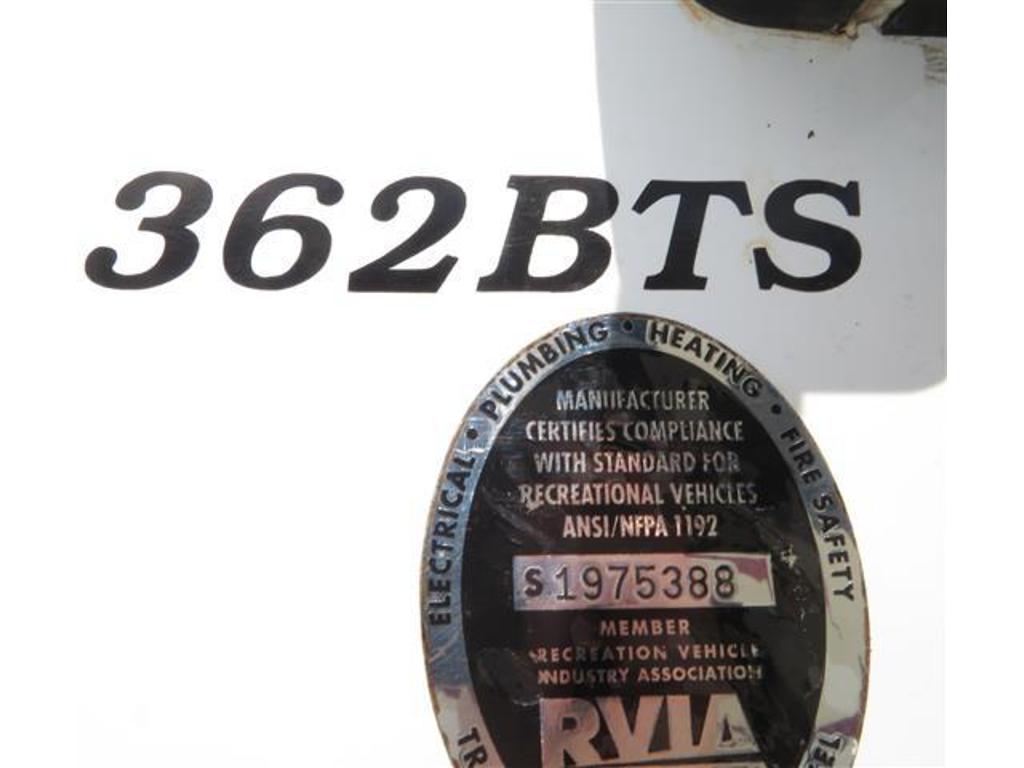 362BTS
ELECTRICAL • PLUMBING • HEATING • FIRE SAFETY
MANUFACTURER
CERTIFIES COMPLIANCE
WITH STANDARD FOR
RECREATIONAL VEHICLES
ANSI/NFPA 1192
S 1975388
MEMBER
RECREATION VEHICLE
INDUSTRY ASSOCIATION
RVIA